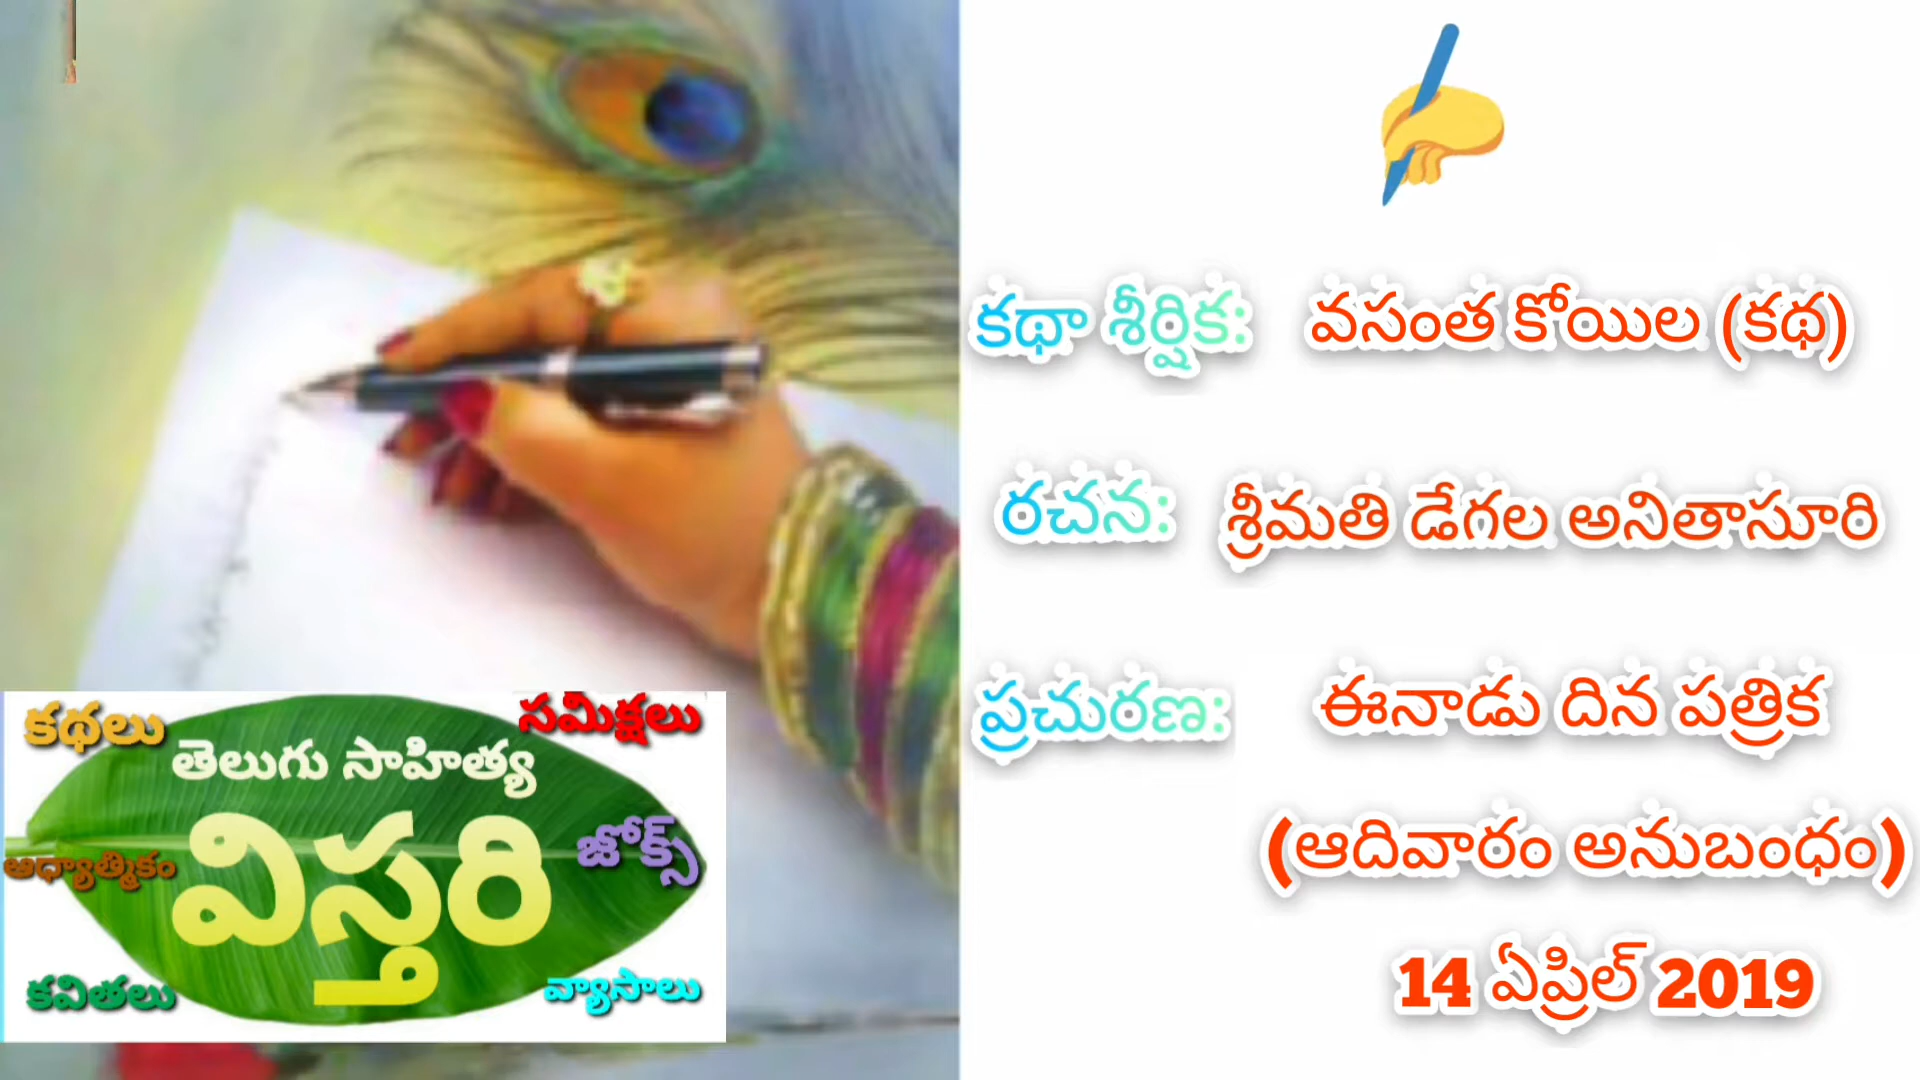 కథా శీర్షిక: వసంత కోయిల (కథ)
రచన: శ్రీమతి డేగల అనితాసూరి
ప్రచురణ: ఈనాడు దిన పత్రిక
(ఆదివారం అనుబంధం)
14 ఏప్రిల్ 2019
కథలు
సమీక్షలు
తెలుగు సాహిత్య
విస్తరి
జోక్స్
ఆధ్యాత్మికం
కవితలు
వ్యాసాలు